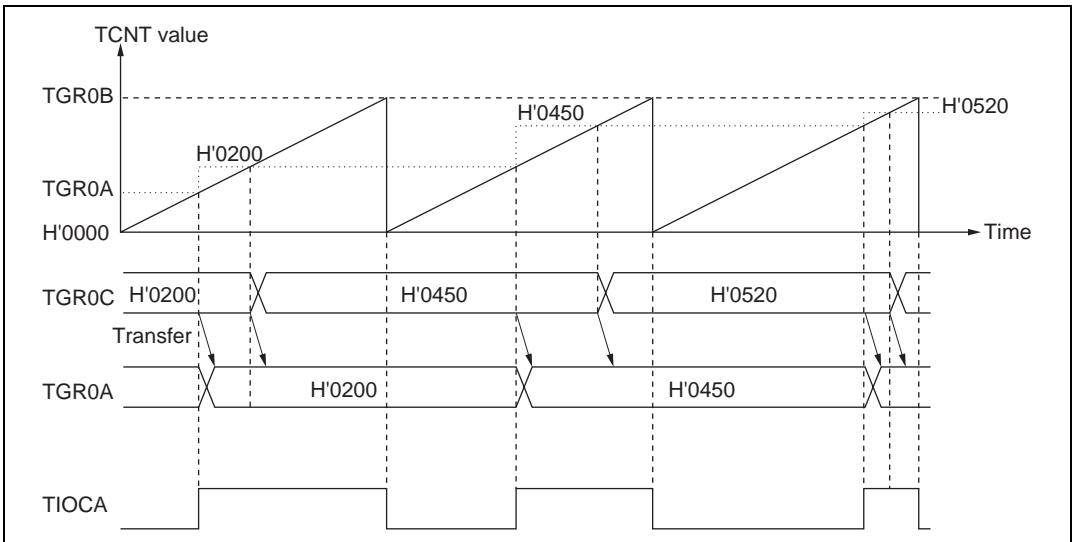 TCNT value
TGR0B
H'0520
H'0450
H'0200
TGR0A
H'0000
Time
TGR0C
H'0200
H'0450
H'0520
Transfer
TGR0A
H'0200
H'0450
TIOCA